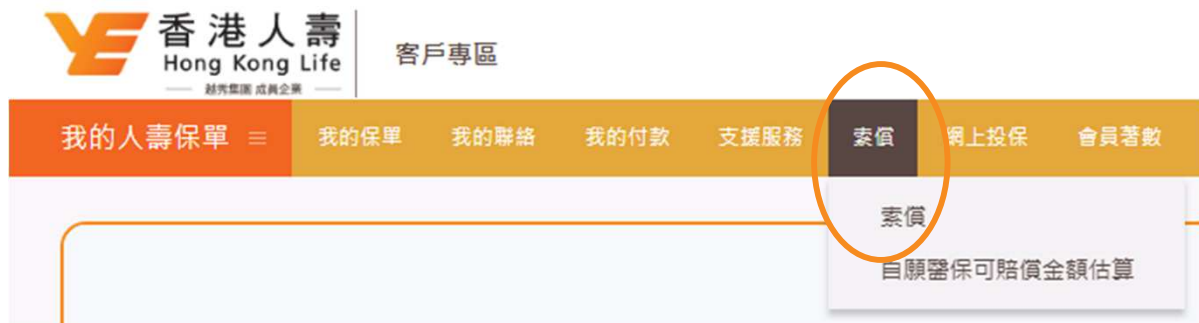 香港人壽
Hong Kong Life
越秀集團 成員企業
客戶專區
我的人壽保單
我的保單
我的聯絡
我的付款
支援服務
索償
網上投保
會員著數
索償
自願醫保可賠償金額估算